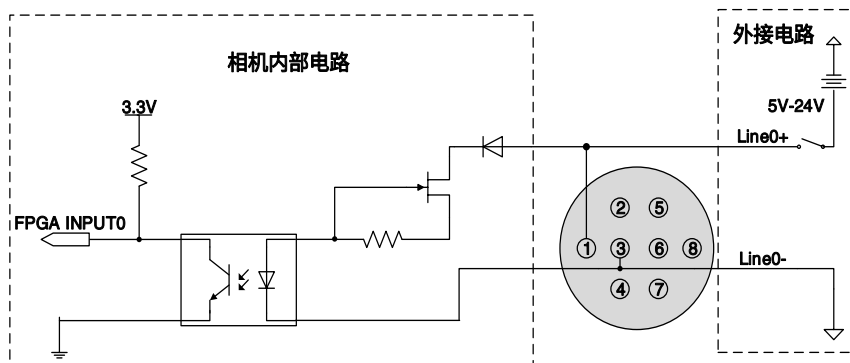 外接电路
相机内部电路
3.3V
5V-24V
Line0+
FPGA INPUT0
② ⑤
① ③ ⑥ ⑧
Line0-
④ ⑦